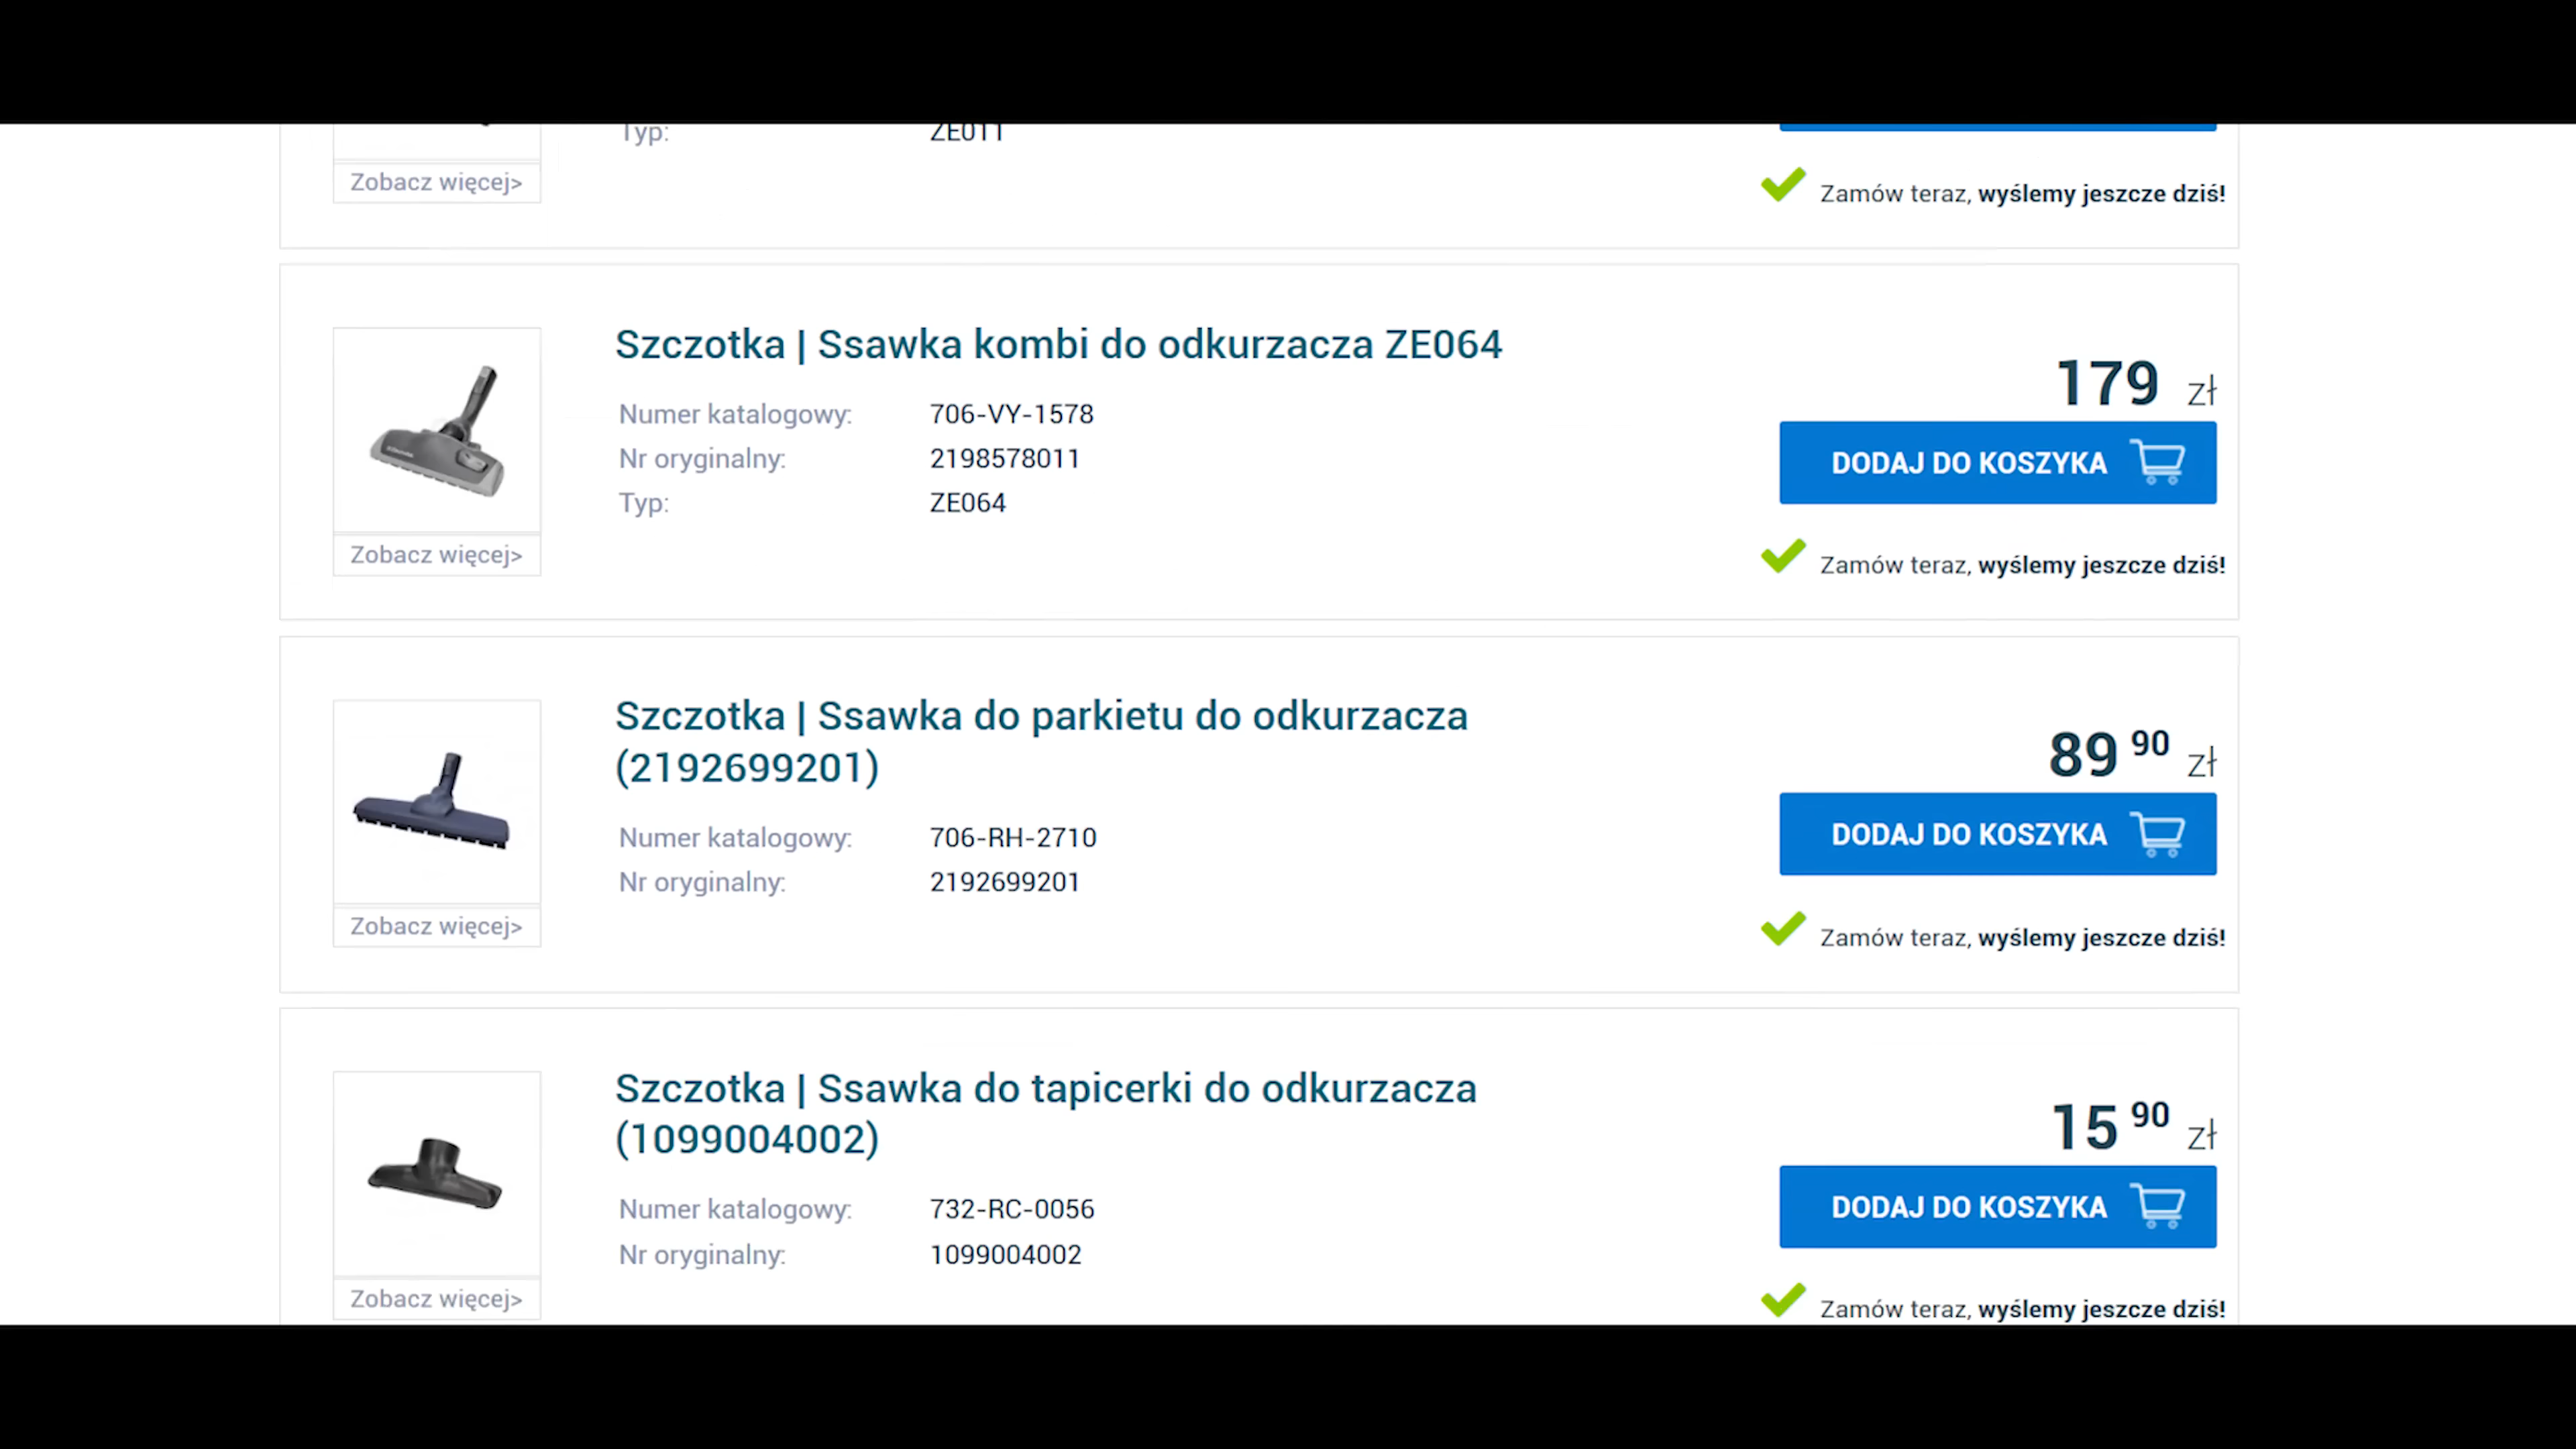 Typ: ZE011
Zobacz więcej>
Zamów teraz, wyślemy jeszcze dziś!
Szczotka | Ssawka kombi do odkurzacza ZE064
179 zł
Numer katalogowy: 706-VY-1578
DODAJ DO KOSZYKA
Nr oryginalny: 2198578011
Typ: ZE064
Zobacz więcej>
Zamów teraz, wyślemy jeszcze dziś!
Szczotka | Ssawka do parkietu do odkurzacza
(2192699201)
89 90 zł
Numer katalogowy: 706-RH-2710
DODAJ DO KOSZYKA
Nr oryginalny: 2192699201
Zobacz więcej>
Zamów teraz, wyślemy jeszcze dziś!
Szczotka | Ssawka do tapicerki do odkurzacza
(1099004002)
15 90 zł
Numer katalogowy: 732-RC-0056
DODAJ DO KOSZYKA
Nr oryginalny: 1099004002
Zobacz więcej>
Zamów teraz, wyślemy jeszcze dziś!